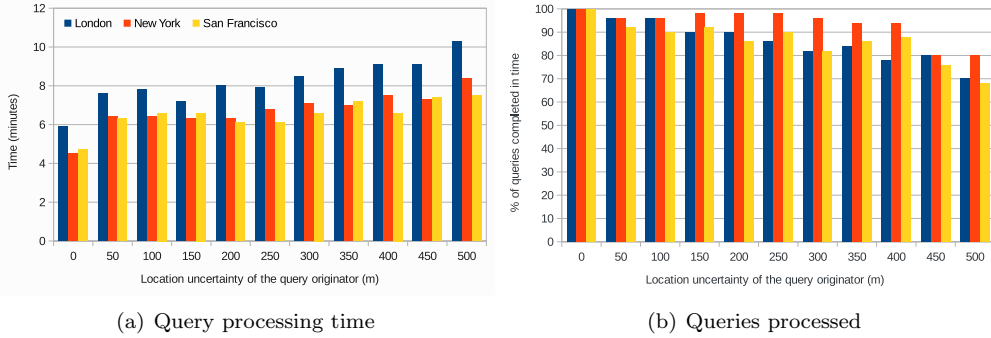 London New York San Francisco
12
10
8
6
4
2
0
Time (minutes)
0 50 100 150 200 250 300 350 400 450 500
Location uncertainty of the query originator (m)
(a) Query processing time
100
90
80
70
60
50
40
30
20
10
0
% of queries completed in time
0 50 100 150 200 250 300 350 400 450 500
Location uncertainty of the query originator (m)
(b) Queries processed